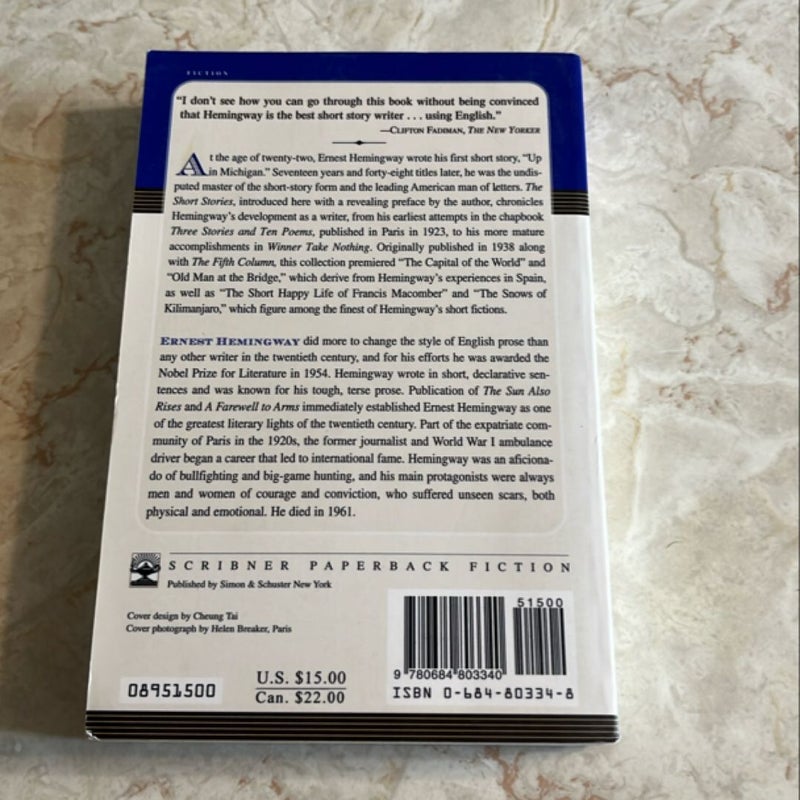 FICTION
"I don't see how you can go through this book without being convinced
that Hemingway is the best short story writer . . . using English."
—CLIFTON FADIMAN, THE NEW YORKER
At the age of twenty-two, Ernest Hemingway wrote his first short story, "Up
in Michigan." Seventeen years and forty-eight titles later, he was the undis-
puted master of the short-story form and the leading American man of letters. The
Short Stories, introduced here with a revealing preface by the author, chronicles
Hemingway's development as a writer, from his earliest attempts in the chapbook
Three Stories and Ten Poems, published in Paris in 1923, to his more mature
accomplishments in Winner Take Nothing. Originally published in 1938 along
with The Fifth Column, this collection premiered "The Capital of the World" and
"Old Man at the Bridge," which derive from Hemingway's experiences in Spain,
as well as "The Short Happy Life of Francis Macomber" and "The Snows of
Kilimanjaro," which figure among the finest of Hemingway's short fictions.
ERNEST HEMINGWAY did more to change the style of English prose than
any other writer in the twentieth century, and for his efforts he was awarded the
Nobel Prize for Literature in 1954. Hemingway wrote in short, declarative sen-
tences and was known for his tough, terse prose. Publication of The Sun Also
Rises and A Farewell to Arms immediately established Ernest Hemingway as one
of the greatest literary lights of the twentieth century. Part of the expatriate com-
munity of Paris in the 1920s, the former journalist and World War I ambulance
driver began a career that led to international fame. Hemingway was an aficiona-
do of bullfighting and big-game hunting, and his main protagonists were always
men and women of courage and conviction, who suffered unseen scars, both
physical and emotional. He died in 1961.
SCRIBNER PAPERBACK FICTION
Published by Simon & Schuster New York
Cover design by Cheung Tai
Cover photograph by Helen Breaker, Paris
08951500
U.S. $15.00
Can. $22.00
51500
9 780684 803340
ISBN 0-684-80334-8